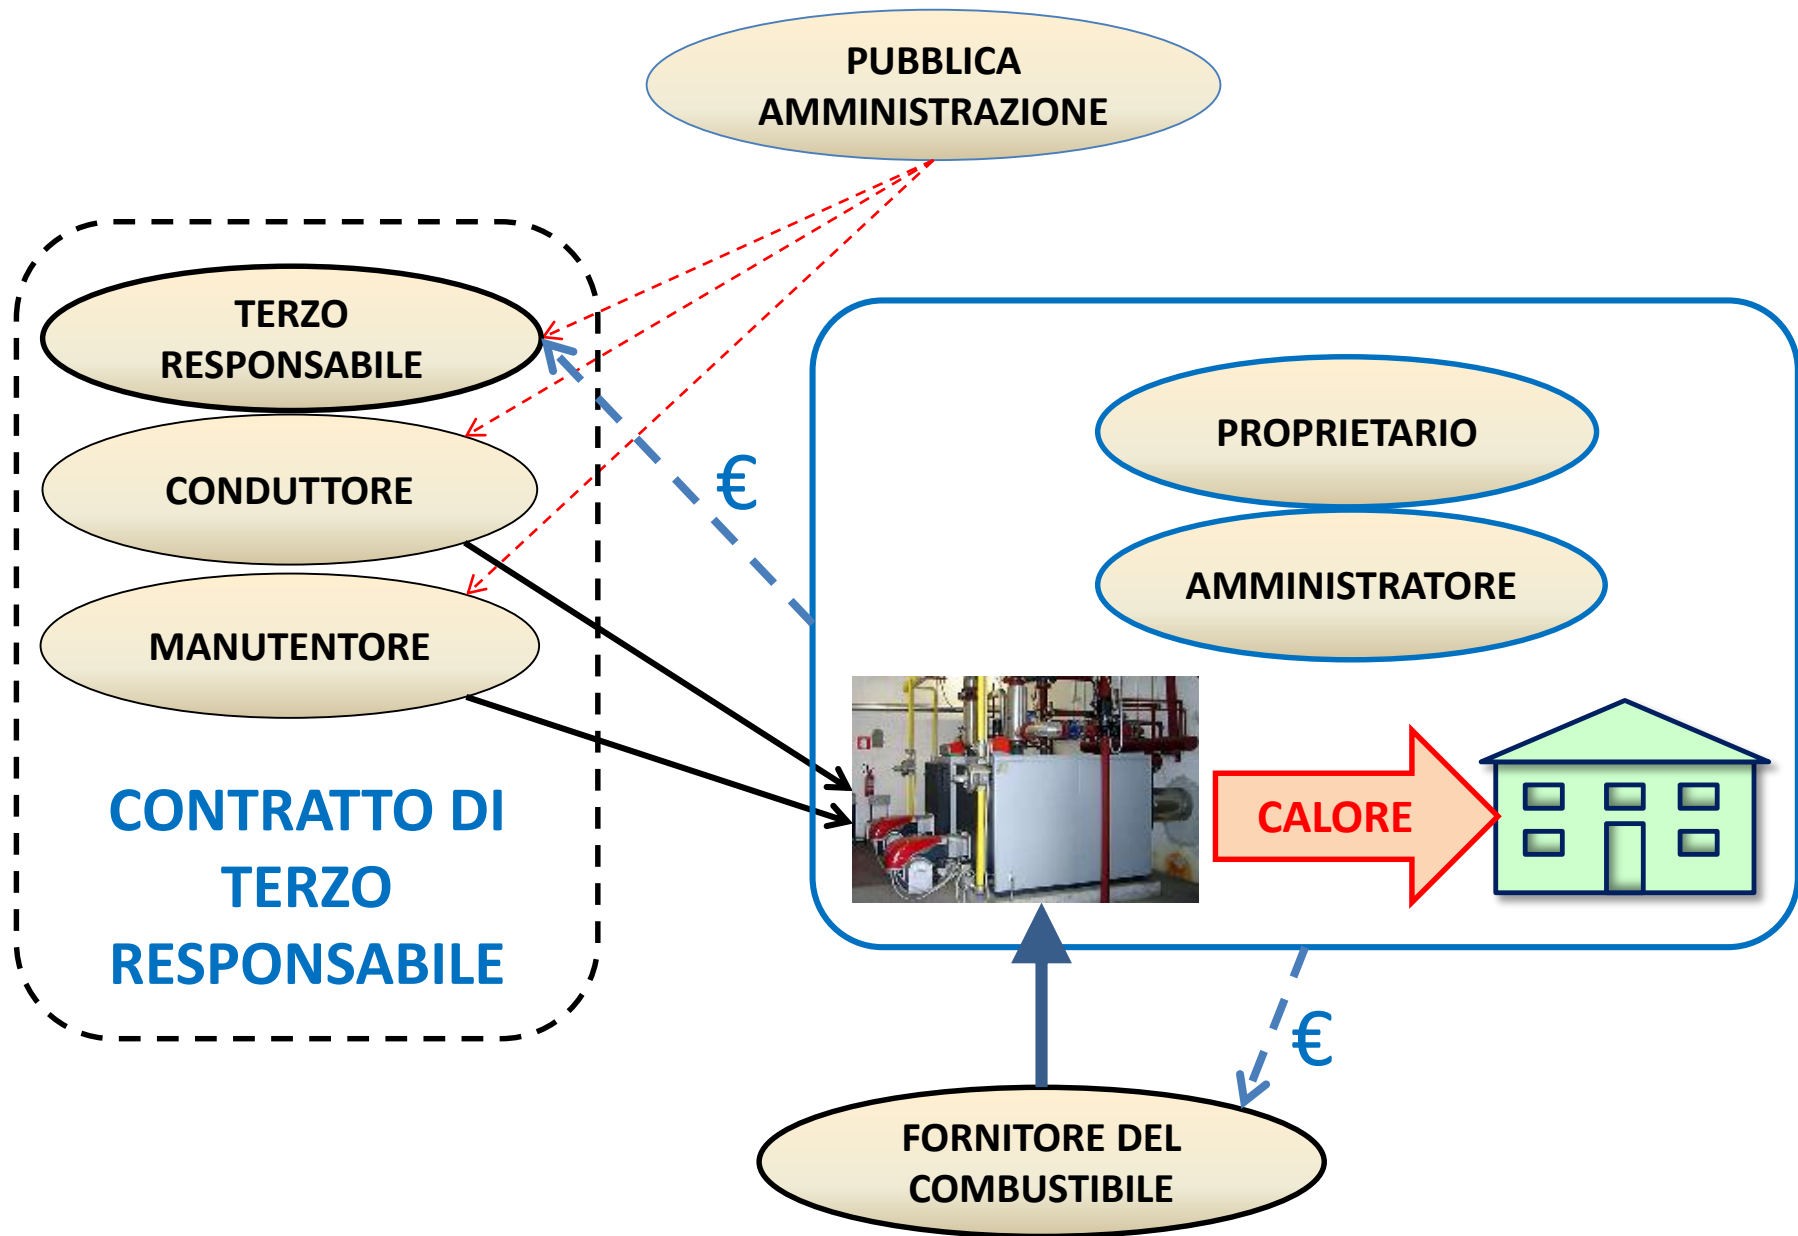 PUBBLICA
AMMINISTRAZIONE
TERZO
RESPONSABILE
CONDUTTORE
MANUTENTORE
CONTRATTO DI
TERZO
RESPONSABILE
€
PROPRIETARIO
AMMINISTRATORE
CALORE
€
FORNITORE DEL
COMBUSTIBILE